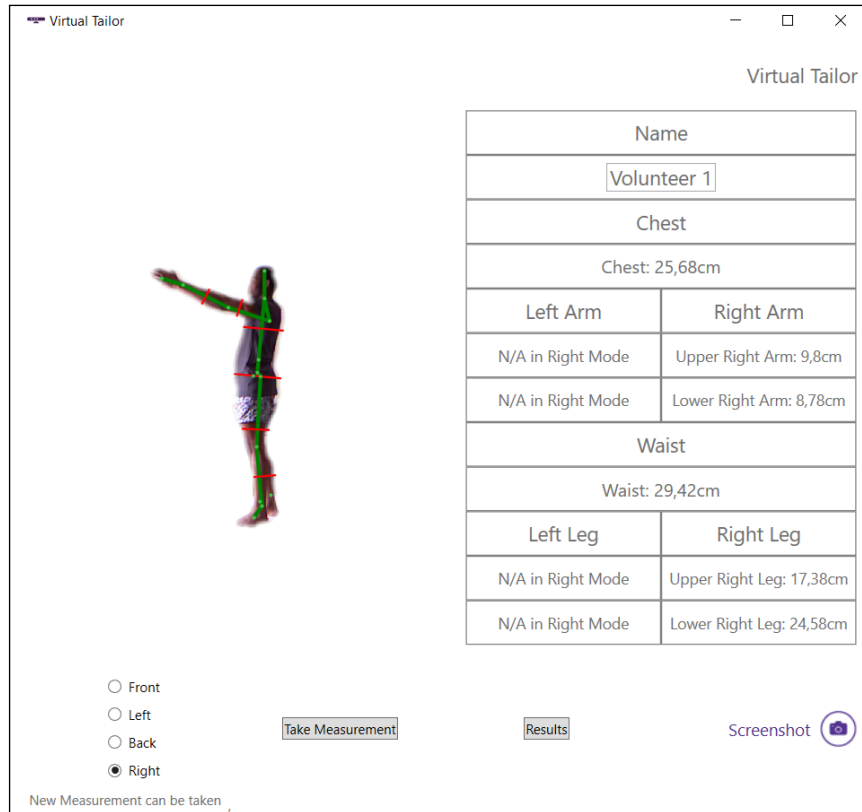 Virtual Tailor
Virtual Tailor
Name
Volunteer 1
Chest
Chest: 25,68cm
Left Arm Right Arm
N/A in Right Mode Upper Right Arm: 9,8cm
N/A in Right Mode Lower Right Arm: 8,78cm
Waist
Waist: 29,42cm
Left Leg Right Leg
N/A in Right Mode Upper Right Leg: 17,38cm
N/A in Right Mode Lower Right Leg: 24,58cm
Front
Left
Back
Right
Take Measurement
Results
Screenshot
New Measurement can be taken